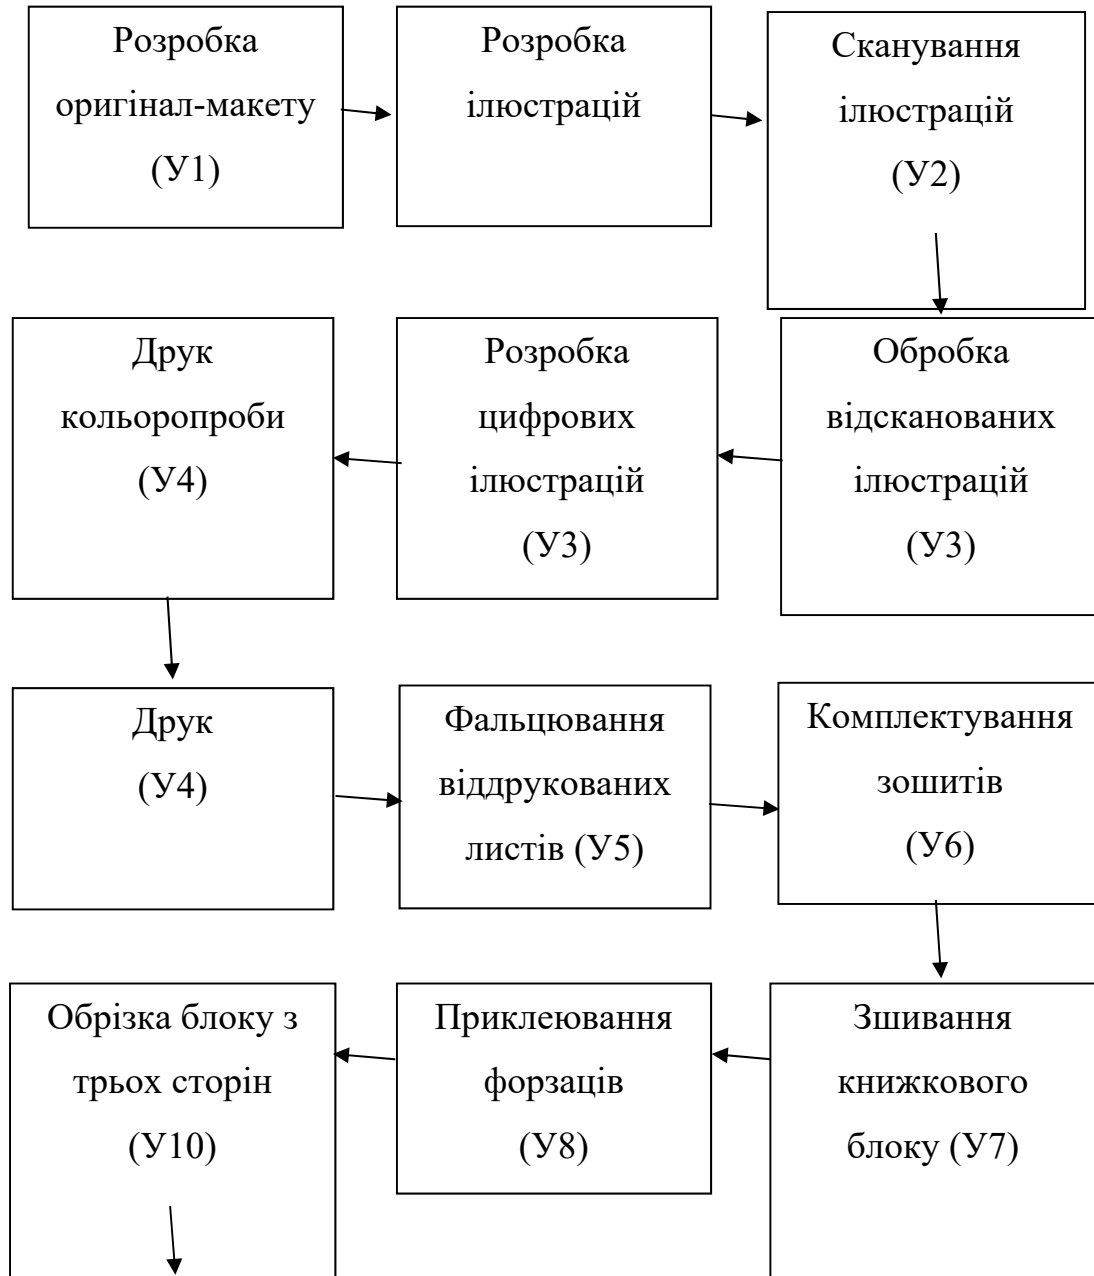 Розробка
оригінал-макету
(У1)
Розробка
ілюстрацій
Сканування
ілюстрацій
(У2)
Обробка
відсканованих
ілюстрацій
(У3)
Розробка
цифрових
ілюстрацій
(У3)
Друк
кольоропроби
(У4)
Друк
(У4)
Фальцювання
віддрукованих
листів (У5)
Комплектування
зошитів
(У6)
Зшивання
книжкового
блоку (У7)
Приклеювання
форзаців
(У8)
Обрізка блоку з
трьох сторін
(У10)